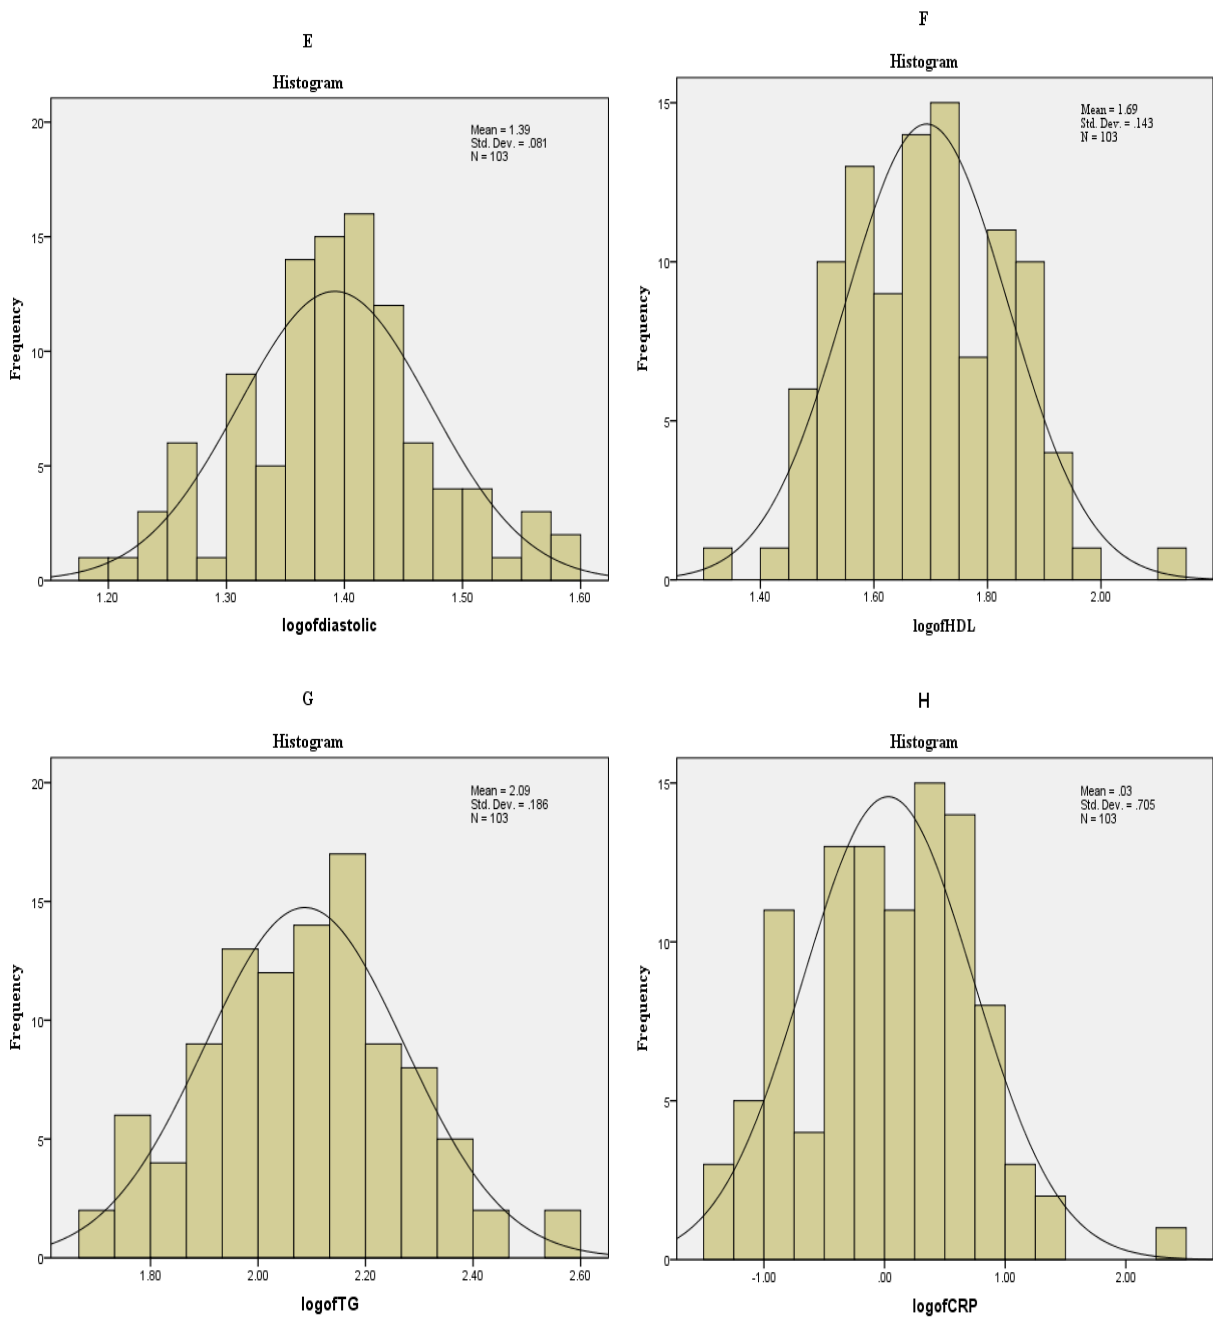 E
Histogram
Mean = 1.39
Std. Dev. = .081
N = 103
20
15
10
5
0
Frequency
1.20 1.30 1.40 1.50 1.60
logofdiastolic
F
Histogram
Mean = 1.69
Std. Dev. = .143
N = 103
15
10
5
0
Frequency
1.40 1.60 1.80 2.00
logofHDL
G
Histogram
Mean = 2.09
Std. Dev. = .186
N = 103
20
15
10
5
0
Frequency
1.80 2.00 2.20 2.40 2.60
logofTG
H
Histogram
Mean = .03
Std. Dev. = .705
N = 103
15
10
5
0
Frequency
-1.00 .00 1.00 2.00
logofCRP